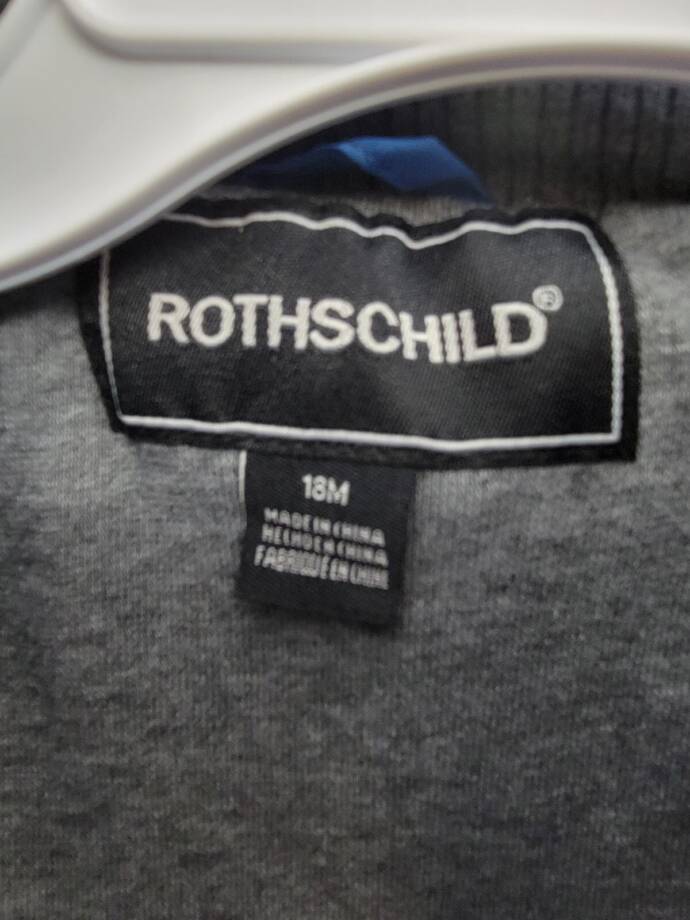 ROTHSCHILD®
18M
MADE IN CHINA
HECHO EN CHINA
FABRIQUÉ EN CHINE